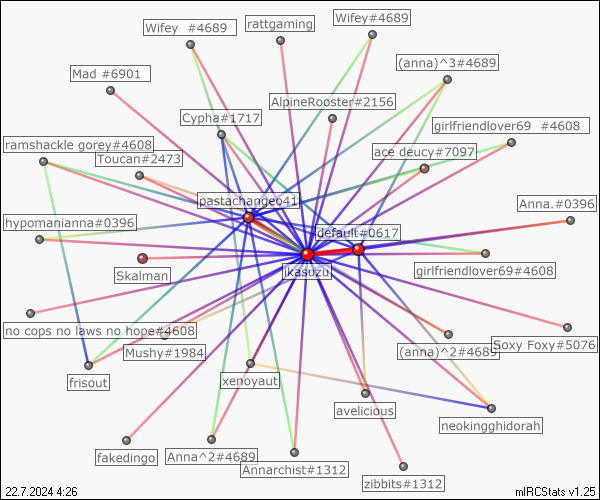 Wifey  #4689
rattgaming
Wifey#4689
(anna)^3#4689
Mad #6901
AlpineRooster#2156
Cypha#1717
girlfriendlover69  #4608
ramshackle gorey#4608
Toucan#2473
ace deucy#7097
pastachangeo41
Anna.#0396
hypomanianna#0396
default#0617
Skalman
ikasuzu
girlfriendlover69#4608
no cops no laws no hope#4608
Mushy#1984
(anna)^2#4689
Soxy Foxy#5076
frisout
xenoyaut
avelicious
neokingghidorah
fakedingo
Anna^2#4689
Annarchist#1312
zibbits#1312
22.7.2024 4:26
mIRCStats v1.25